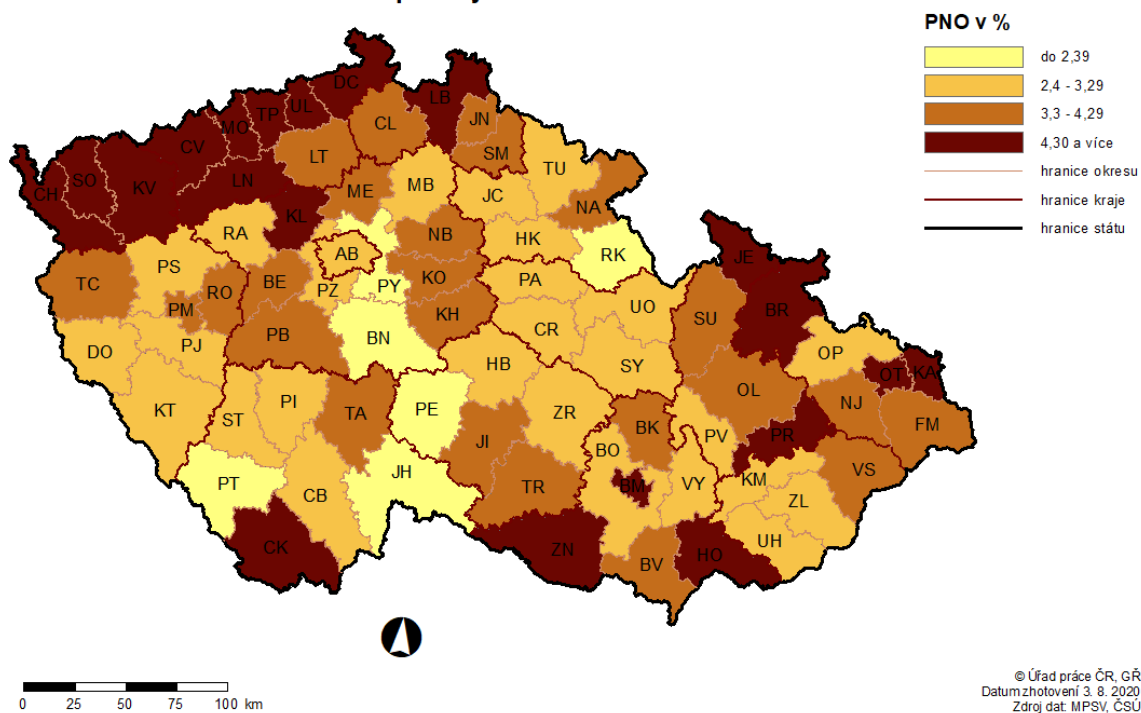 PNO v %
do 2,39
2,4 - 3,29
3,3 - 4,29
4,30 a více
hranice okresu
hranice kraje
hranice státu
DC
LB
UL
TP
MO
CV
CL
JN
SM
LT
TU
SO
KV
CH
LN
ME
MB
JC
NA
KL
RA
NB
HK
AB
RK
JE
TC
PS
RO
BE
PZ
PY
KO
PA
BR
PM
UO
SU
KH
CR
PB
BN
DO
PJ
OP
HB
SY
OT
KA
OL
NJ
KT
ST
PI
TA
PE
ZR
BK
FM
JI
PV
PR
BO
VS
PT
CB
JH
TR
BM
VY
KM
ZL
CK
ZN
BV
HO
UH
0 25 50 75 100 km
© Úřad práce ČR, GŘ
Datum zhotovení 3. 8. 2020
Zdroj dat: MPSV, ČSÚ